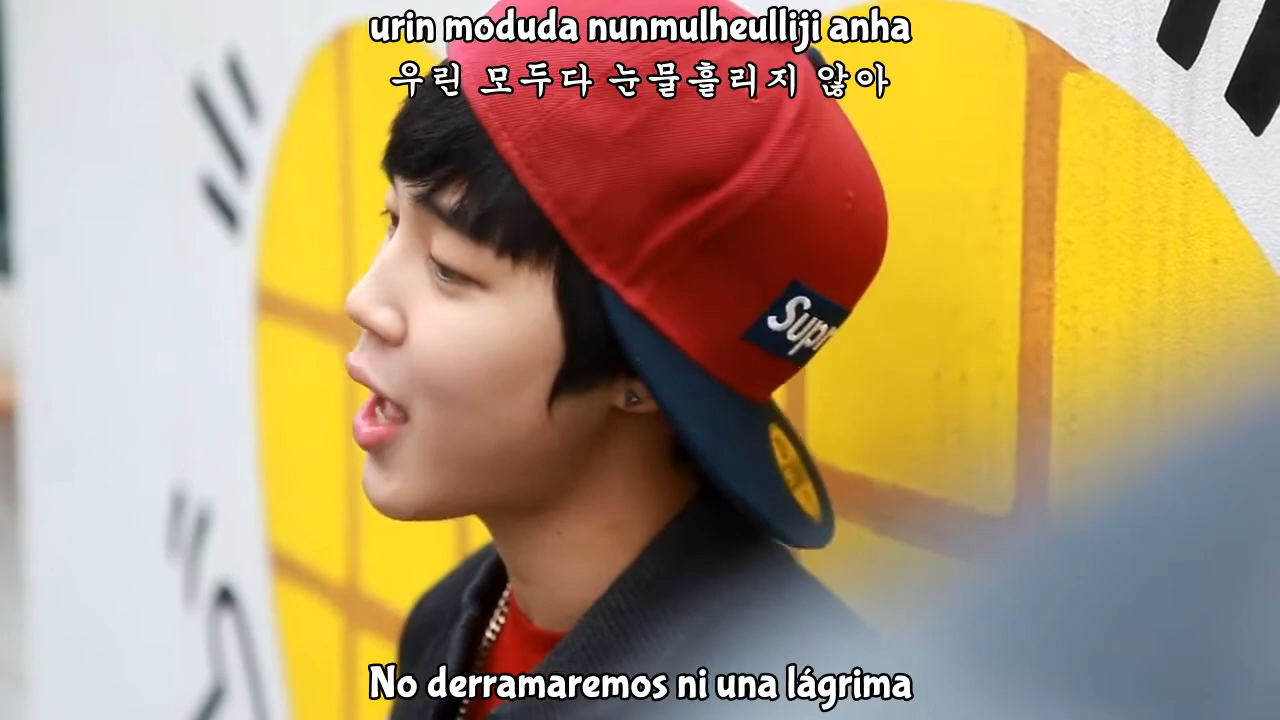 urin moduda nunmulheulliji anha
우린 모두다 눈물흘리지 않아
Supr
No derramaremos ni una lágrima